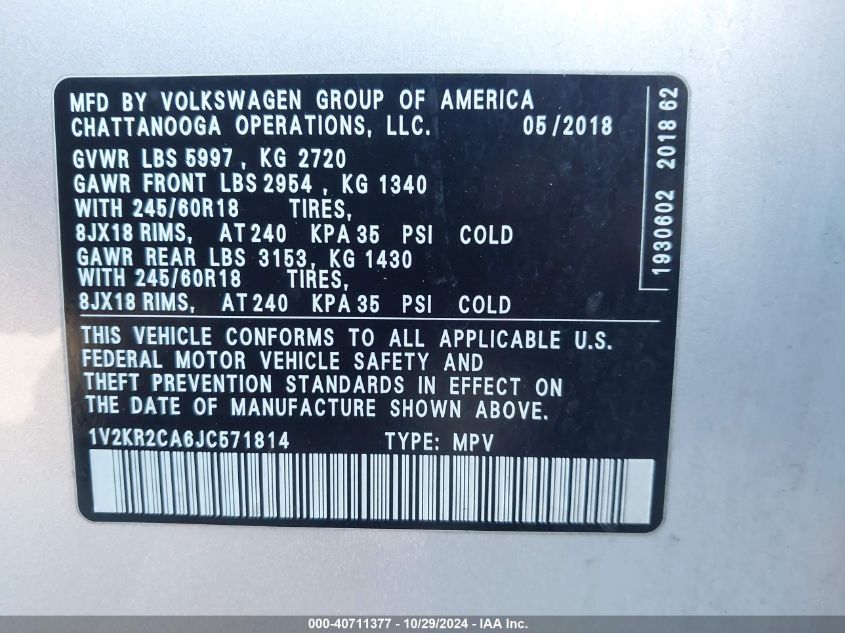 MFD BY VOLKSWAGEN GROUP OF AMERICA
CHATTANOOGA OPERATIONS, LLC. 05/2018
GVWR LBS 5997, KG 2720
GAWR FRONT LBS 2954, KG 1340
WITH 245/60R18 TIRES,
8JX18 RIMS, AT 240 KPA 35 PSI COLD
GAWR REAR LBS 3153, KG 1430
WITH 245/60R18 TIRES,
8JX18 RIMS, AT 240 KPA 35 PSI COLD
THIS VEHICLE CONFORMS TO ALL APPLICABLE U.S.
FEDERAL MOTOR VEHICLE SAFETY AND
THEFT PREVENTION STANDARDS IN EFFECT ON
THE DATE OF MANUFACTURE SHOWN ABOVE.
1V2KR2CA6JC571814 TYPE: MPV
1930602 2018 62
000-40711377 - 10/29/2024 - IAA Inc.